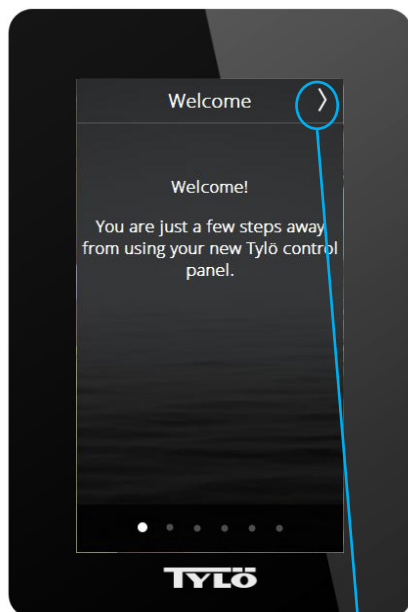 Welcome
Welcome!
You are just a few steps away
from using your new Tylö control
panel.
TYLÖ